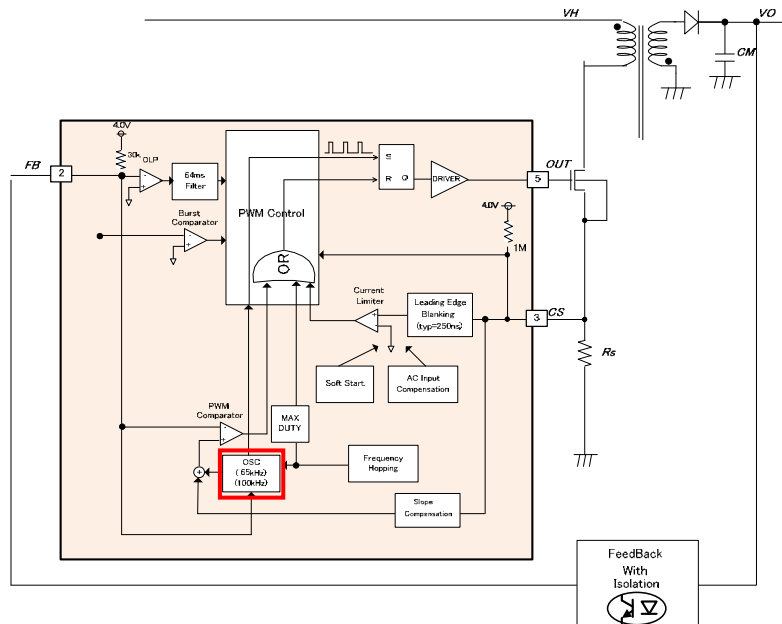 VH
VO
CM
4.0V
30k
OLP
FB
2
64ms
Filter
S
R Q
DRIVER
5
OUT
Burst
Comparator
PWM Control
4.0V
1M
OR
Current
Limiter
Leading Edge
Blanking
(typ=250ns)
3
CS
Rs
Soft Start
AC Input
Compensation
PWM
Comparator
MAX
DUTY
+
OSC
( 65kHz)
(100kHz)
Frequency
Hopping
Slope
Compensation
FeedBack
With
Isolation